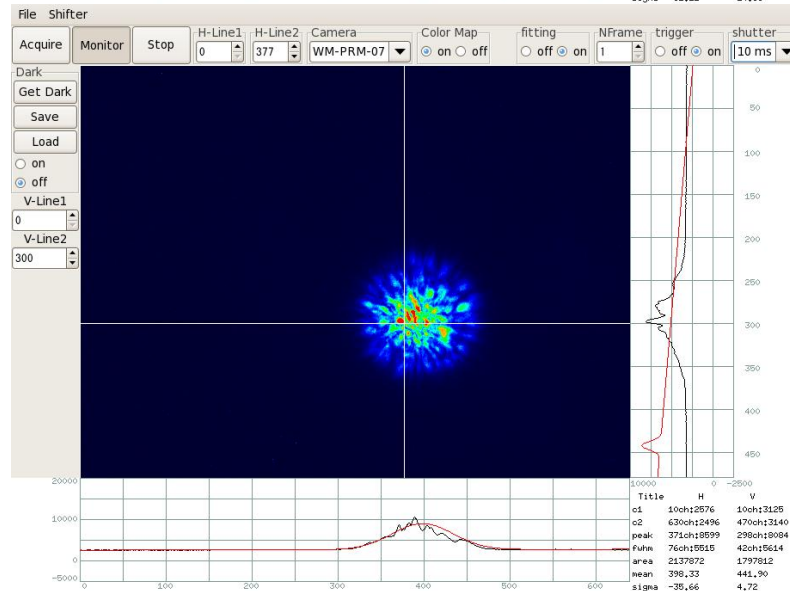 File Shifter
Acquire Monitor Stop H-Line1 H-Line2 Camera Color Map fitting NFrame trigger shutter
0 377 WM-PRM-07 on off off on 1 off on 10 ms
Dark
Get Dark
Save
Load
on
off
V-Line1
0
V-Line2
300
0
50
100
150
200
250
300
350
400
450
10000 0 -2500
20000
10000
0
-5000
0 100 200 300 400 500 600
Title H V
c1 10ch:2576 10ch:3125
c2 630ch:2496 470ch:3140
peak 371ch:8599 298ch:8084
fwhm 76ch:5515 42ch:5614
area 2137872 1797812
mean 398.33 441.90
sigma -35.66 4.72